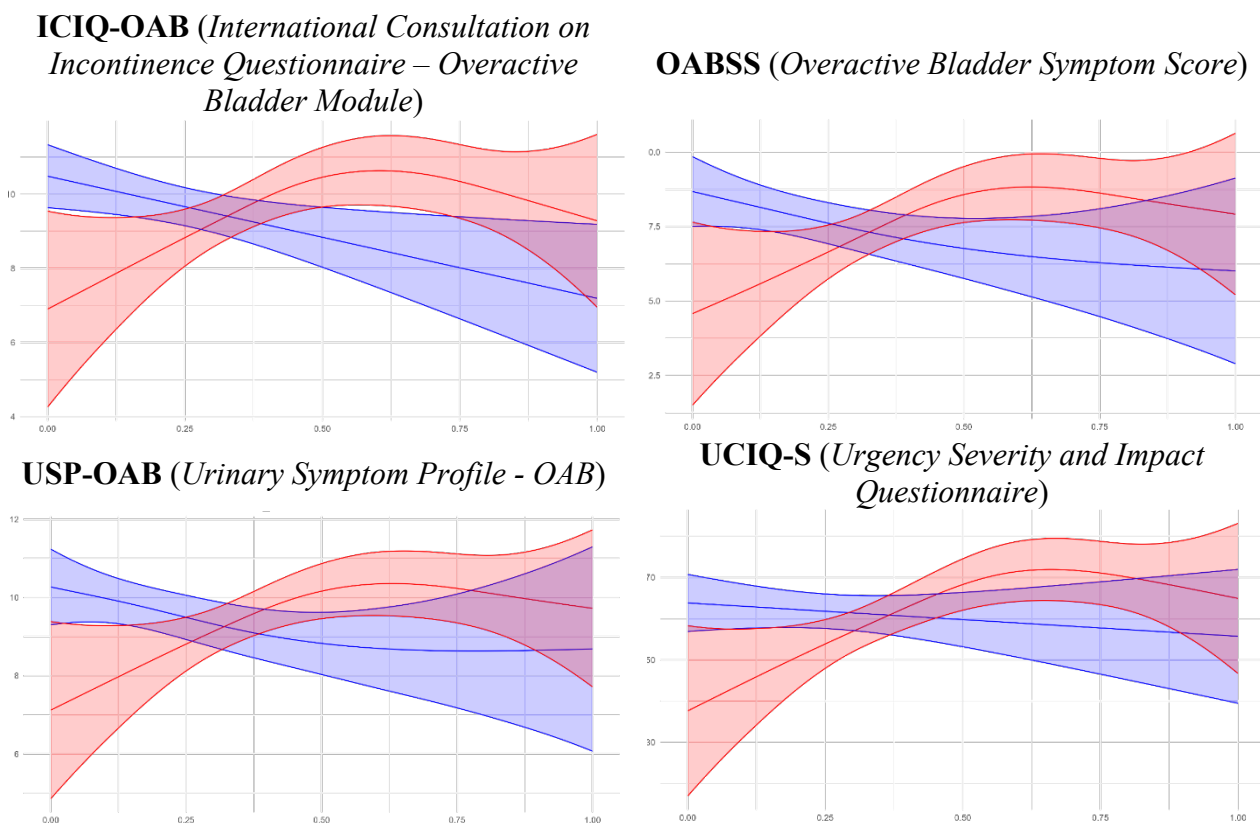 ICIQ-OAB (International Consultation on
Incontinence Questionnaire – Overactive
Bladder Module)
10
8
6
4
0.00 0.25 0.50 0.75 1.00
OABSS (Overactive Bladder Symptom Score)
0.0
7.5
5.0
2.5
0.00 0.25 0.50 0.75 1.00
USP-OAB (Urinary Symptom Profile - OAB)
12
10
8
6
0.00 0.25 0.50 0.75 1.00
UCIQ-S (Urgency Severity and Impact
Questionnaire)
70
50
30
0.00 0.25 0.50 0.75 1.00